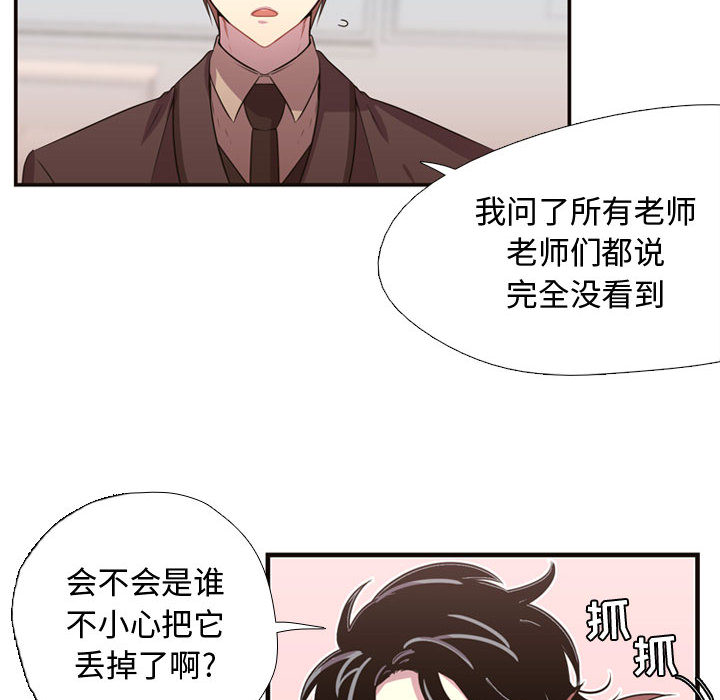 我问了所有老师
老师们都说
完全没看到
会不会是谁
不小心把它
丢掉了啊?
抓
抓